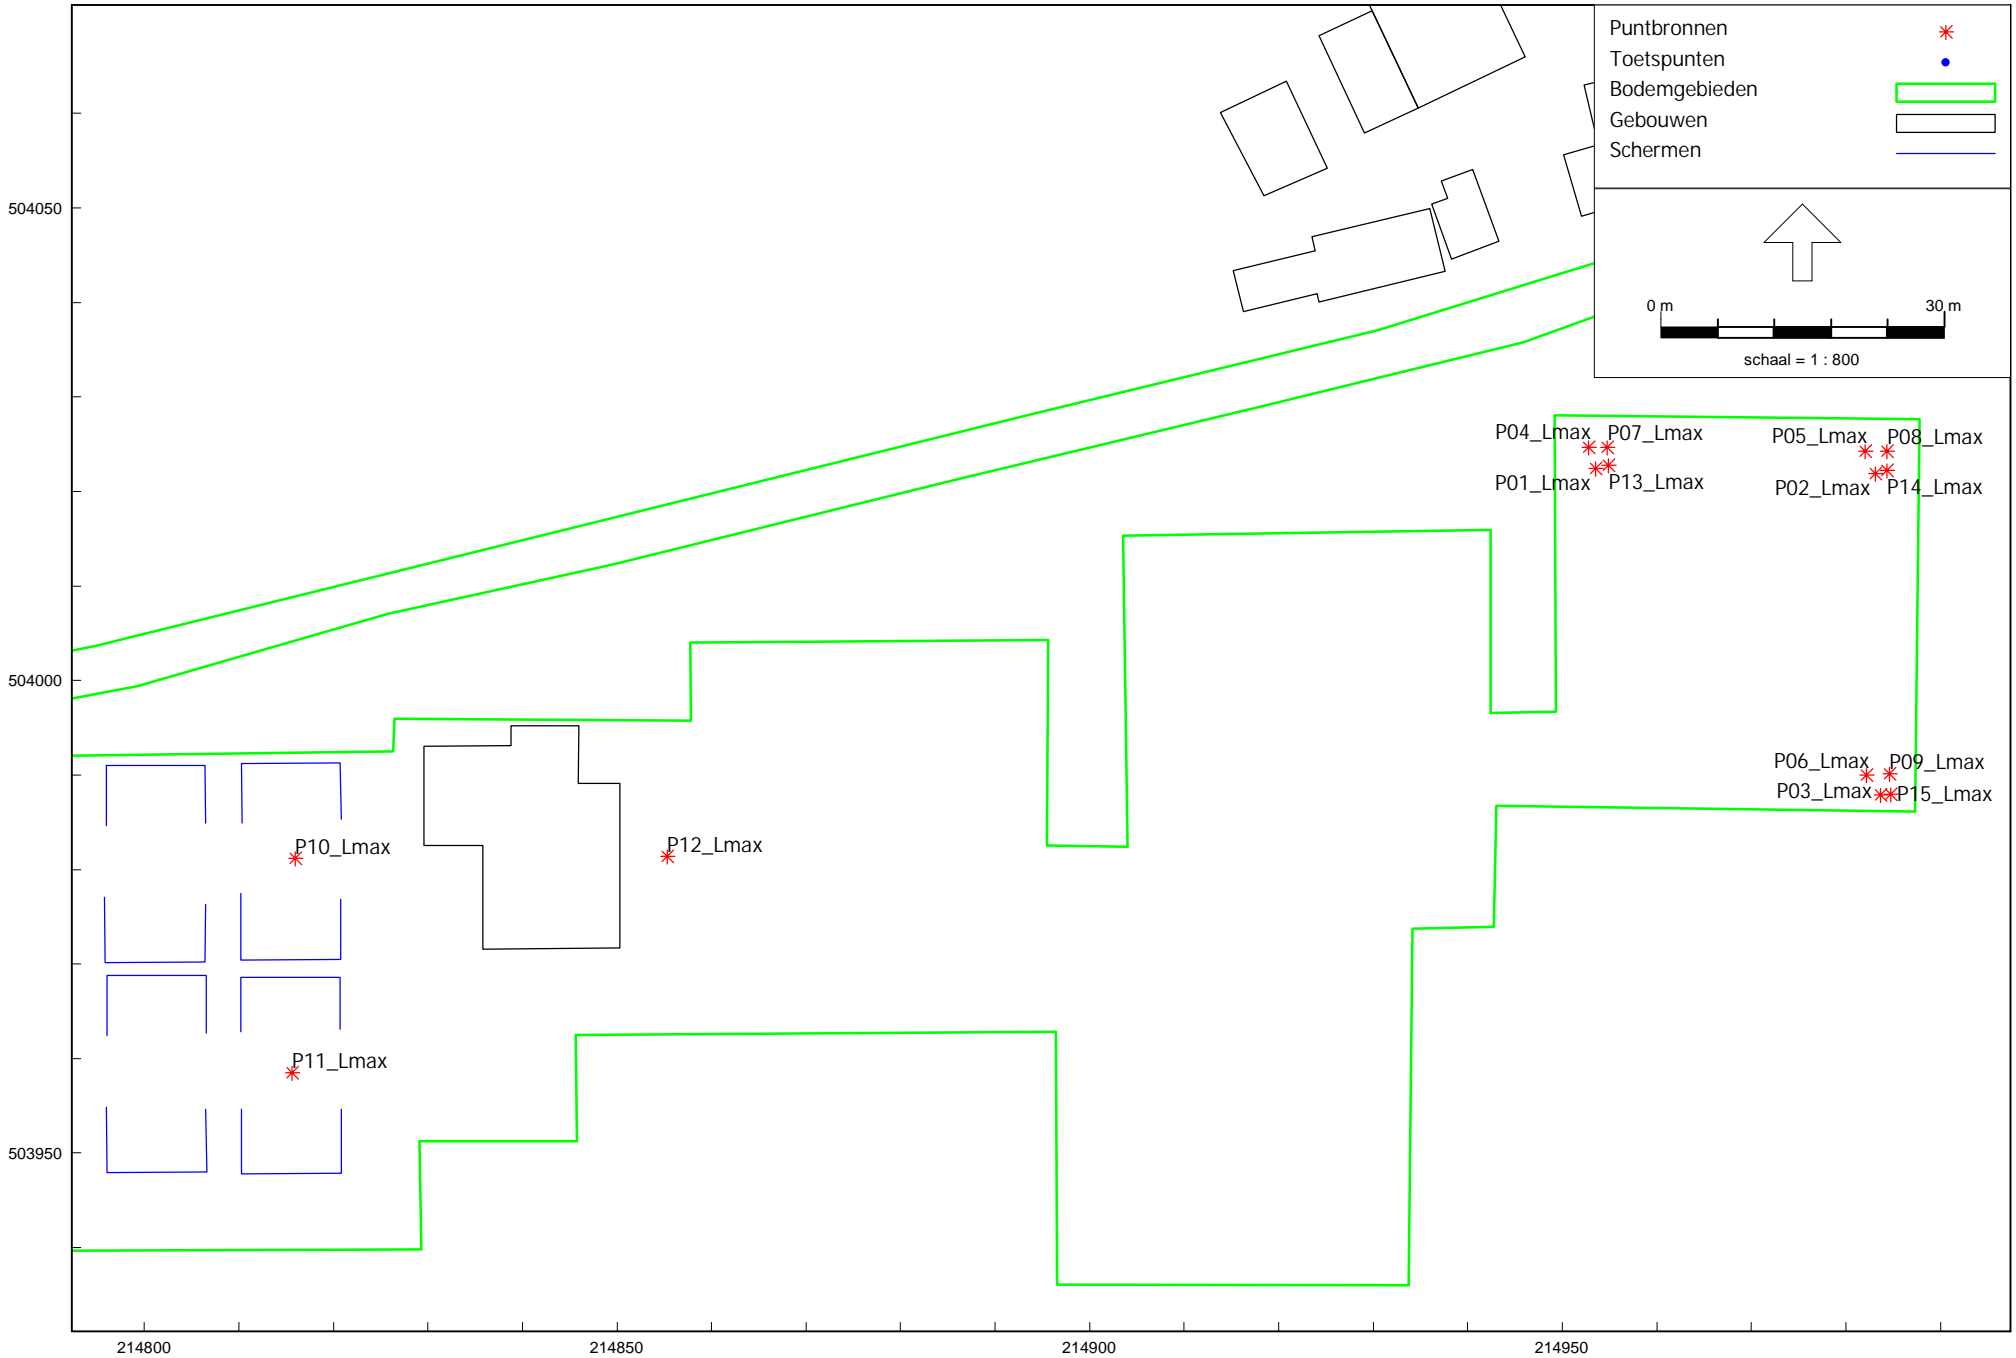 Puntbronnen
Toetspunten
Bodemgebieden
Gebouwen
Schermen
0 m 30 m
schaal = 1 : 800
504050
504000
503950
P04_Lmax P07_Lmax
P01_Lmax P13_Lmax
P05_Lmax P08_Lmax
P02_Lmax P14_Lmax
P06_Lmax P09_Lmax
P03_Lmax P15_Lmax
P10_Lmax
P12_Lmax
P11_Lmax
214800 214850 214900 214950